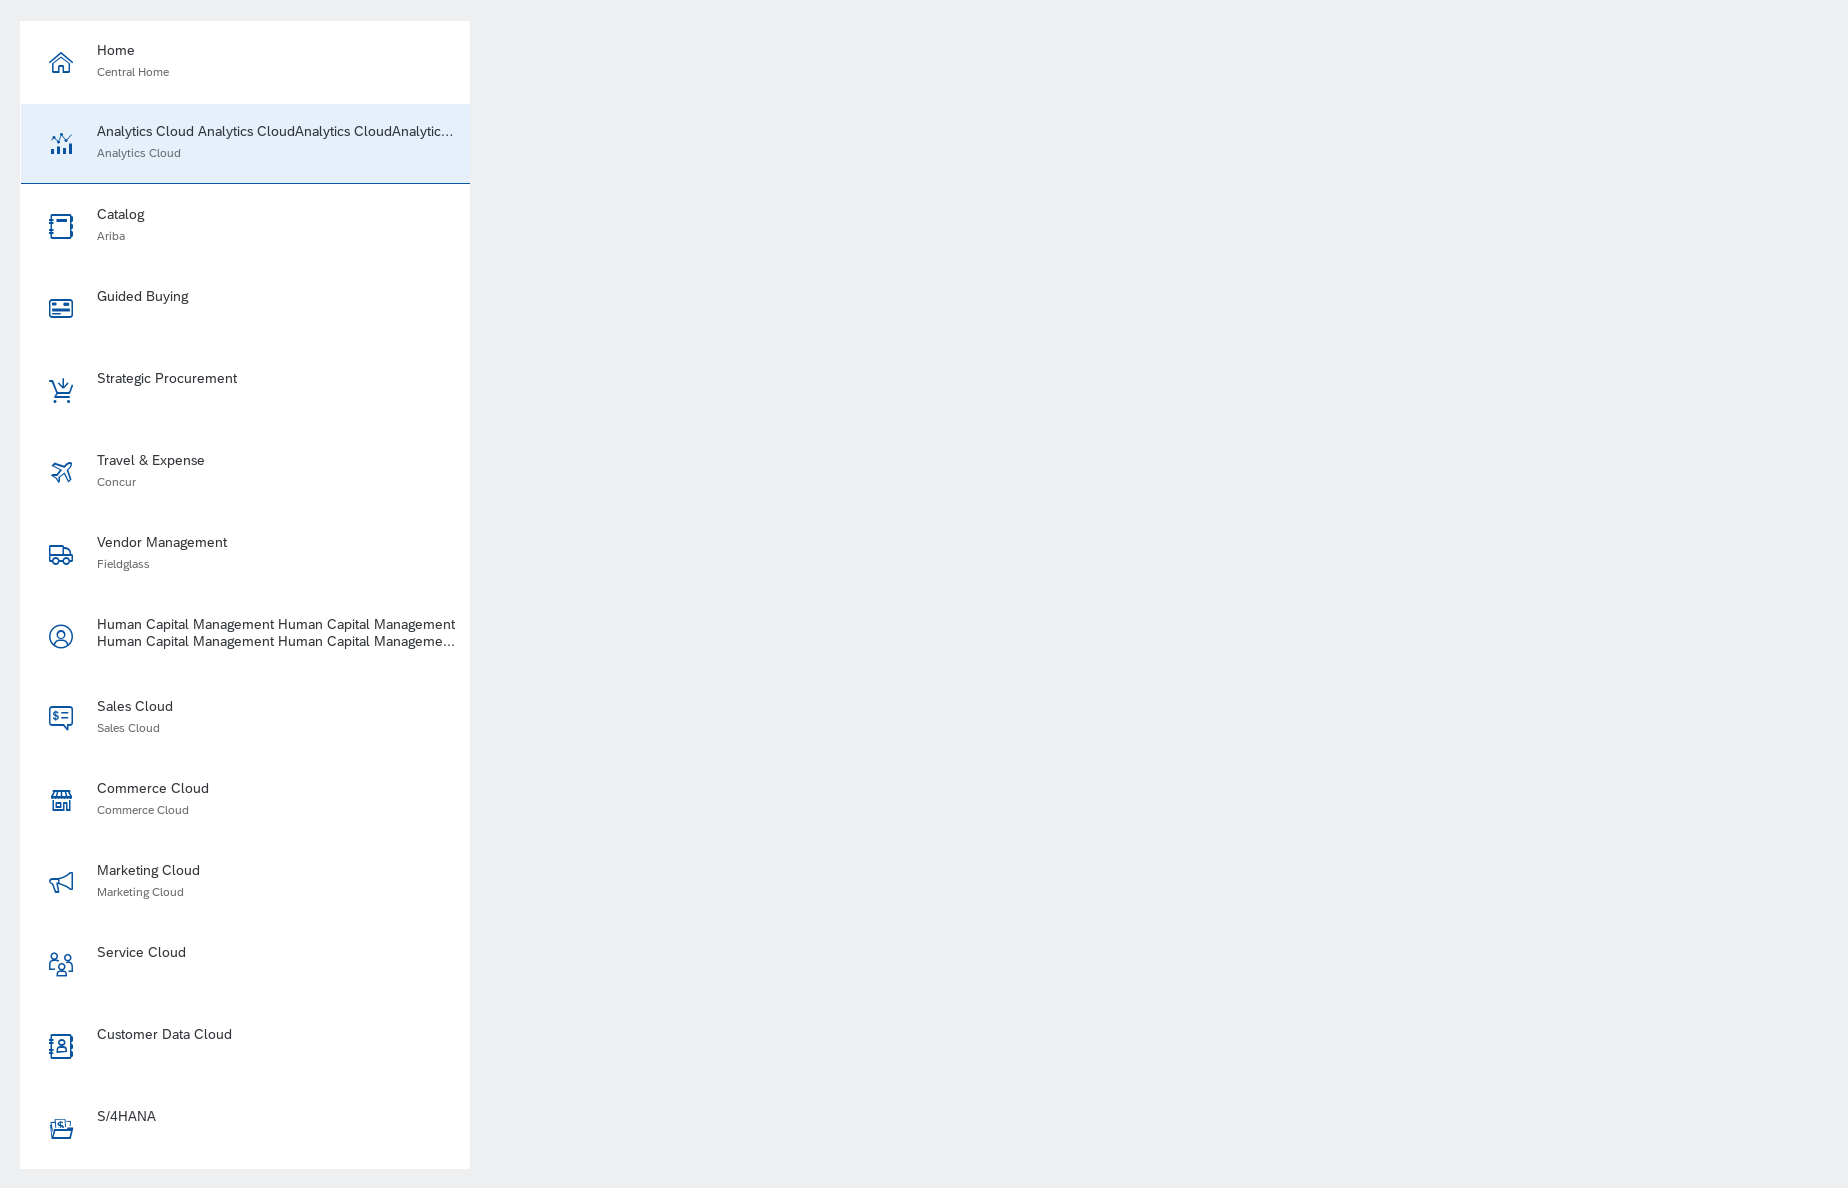 Home
Central Home
Analytics Cloud Analytics CloudAnalytics CloudAnalytic...
Analytics Cloud
Catalog
Ariba
Guided Buying
Strategic Procurement
Travel & Expense
Concur
Vendor Management
Fieldglass
Human Capital Management Human Capital Management
Human Capital Management Human Capital Manageme...
Sales Cloud
Sales Cloud
Commerce Cloud
Commerce Cloud
Marketing Cloud
Marketing Cloud
Service Cloud
Customer Data Cloud
S/4HANA